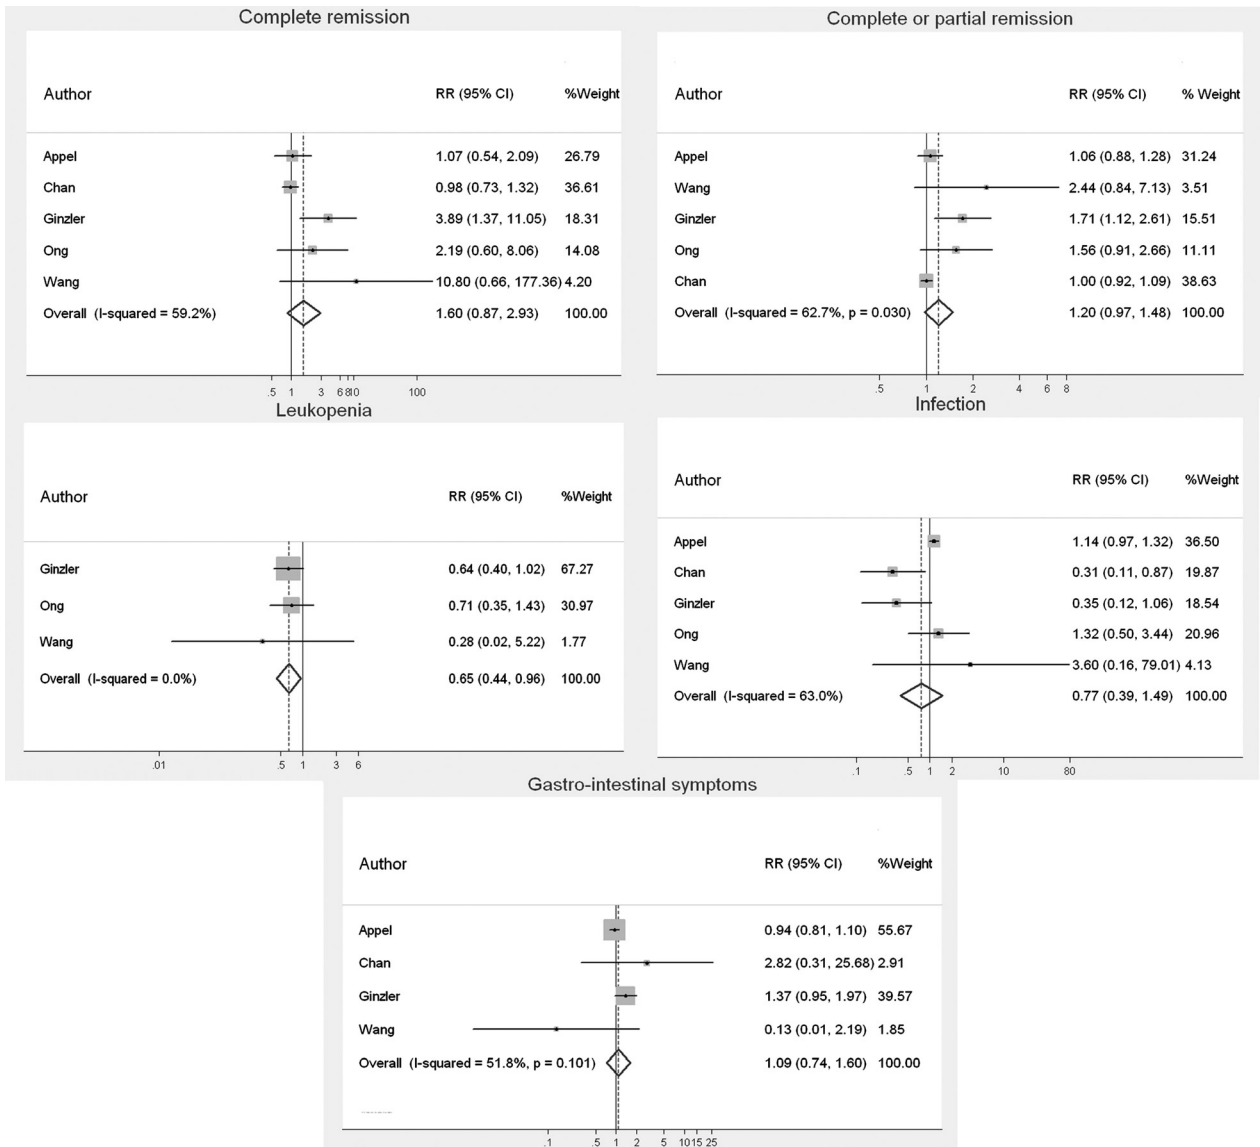 Complete remission
Author RR (95% CI) %Weight
Appel 1.07 (0.54, 2.09) 26.79
Chan 0.98 (0.73, 1.32) 36.61
Ginzler 3.89 (1.37, 11.05) 18.31
Ong 2.19 (0.60, 8.06) 14.08
Wang 10.80 (0.66, 177.36) 4.20
Overall (I-squared = 59.2%) 1.60 (0.87, 2.93) 100.00
.5 1 3 6 8 10 100
Complete or partial remission
Author RR (95% CI) % Weight
Appel 1.06 (0.88, 1.28) 31.24
Wang 2.44 (0.84, 7.13) 3.51
Ginzler 1.71 (1.12, 2.61) 15.51
Ong 1.56 (0.91, 2.66) 11.11
Chan 1.00 (0.92, 1.09) 38.63
Overall (I-squared = 62.7%, p = 0.030) 1.20 (0.97, 1.48) 100.00
.5 1 2 4 6 8
Leukopenia
Author RR (95% CI) %Weight
Ginzler 0.64 (0.40, 1.02) 67.27
Ong 0.71 (0.35, 1.43) 30.97
Wang 0.28 (0.02, 5.22) 1.77
Overall (I-squared = 0.0%) 0.65 (0.44, 0.96) 100.00
.01 .5 1 3 6
Infection
Author RR (95% CI) %Weight
Appel 1.14 (0.97, 1.32) 36.50
Chan 0.31 (0.11, 0.87) 19.87
Ginzler 0.35 (0.12, 1.06) 18.54
Ong 1.32 (0.50, 3.44) 20.96
Wang 3.60 (0.16, 79.01) 4.13
Overall (I-squared = 63.0%) 0.77 (0.39, 1.49) 100.00
.1 .5 1 2 10 80
Gastro-intestinal symptoms
Author RR (95% CI) %Weight
Appel 0.94 (0.81, 1.10) 55.67
Chan 2.82 (0.31, 25.68) 2.91
Ginzler 1.37 (0.95, 1.97) 39.57
Wang 0.13 (0.01, 2.19) 1.85
Overall (I-squared = 51.8%, p = 0.101) 1.09 (0.74, 1.60) 100.00
.1 .5 1 2 5 10 15 25